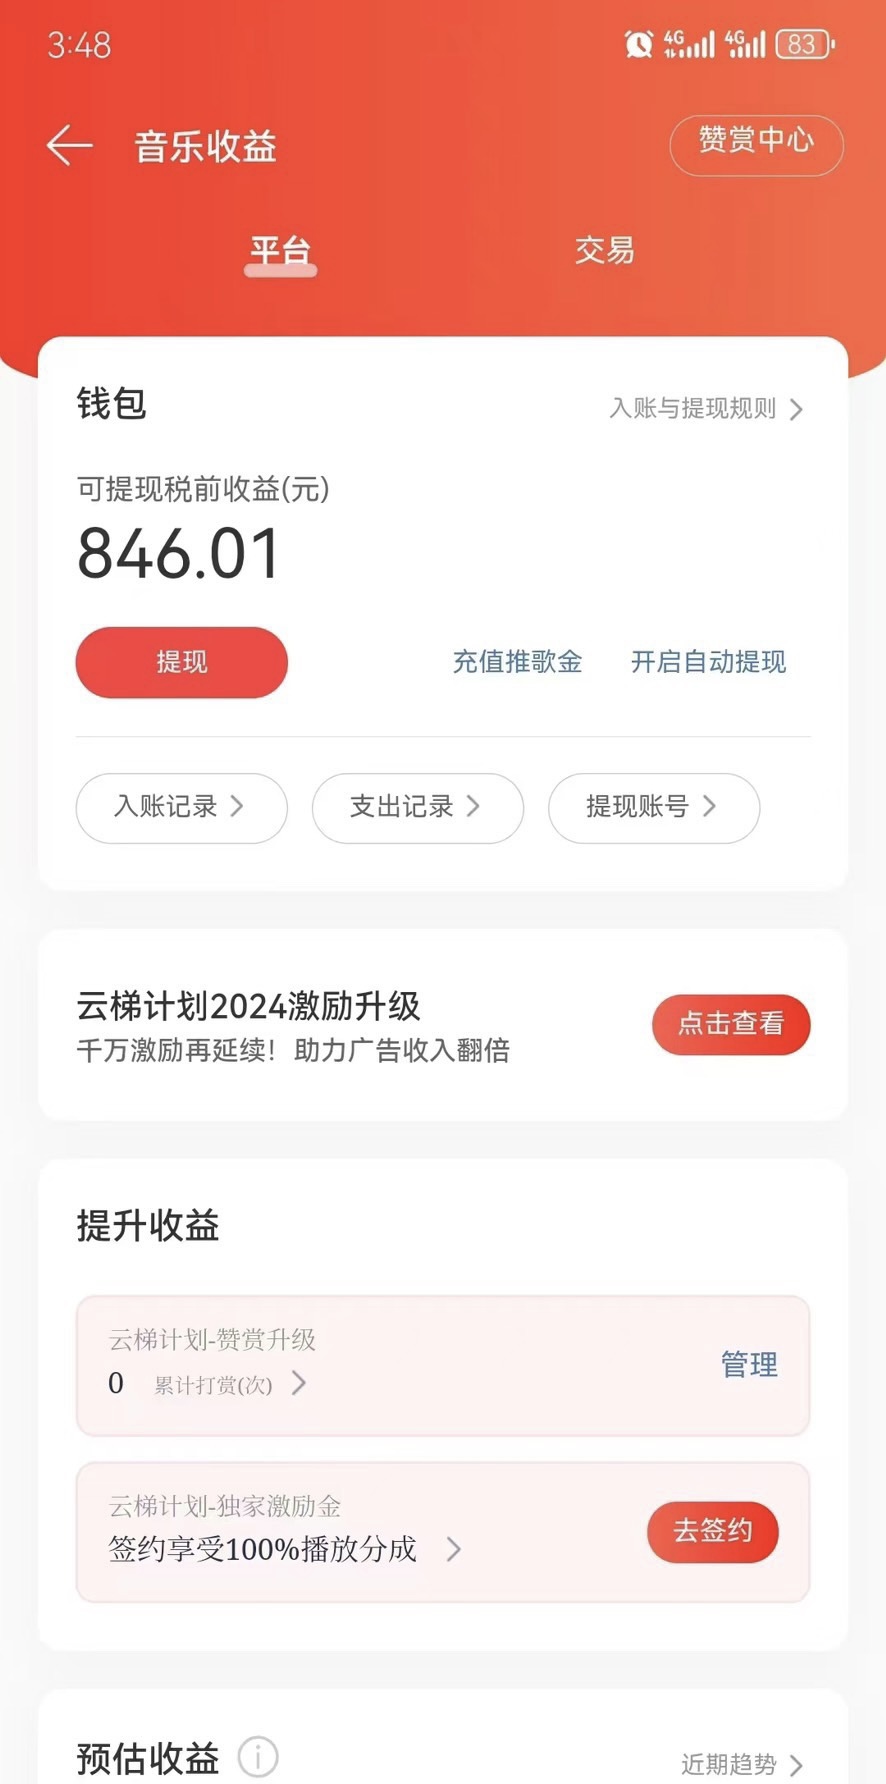 3:48 4G 4G 83
音乐收益 赞赏中心
平台 交易
钱包 入账与提现规则
可提现税前收益(元)
846.01
提现 充值推歌金 开启自动提现
入账记录 支出记录 提现账号
云梯计划2024激励升级
千万激励再延续！助力广告收入翻倍
点击查看
提升收益
云梯计划-赞赏升级
0 累计打赏(次)
管理
云梯计划-独家激励金
签约享受100%播放分成
去签约
预估收益 近期趋势